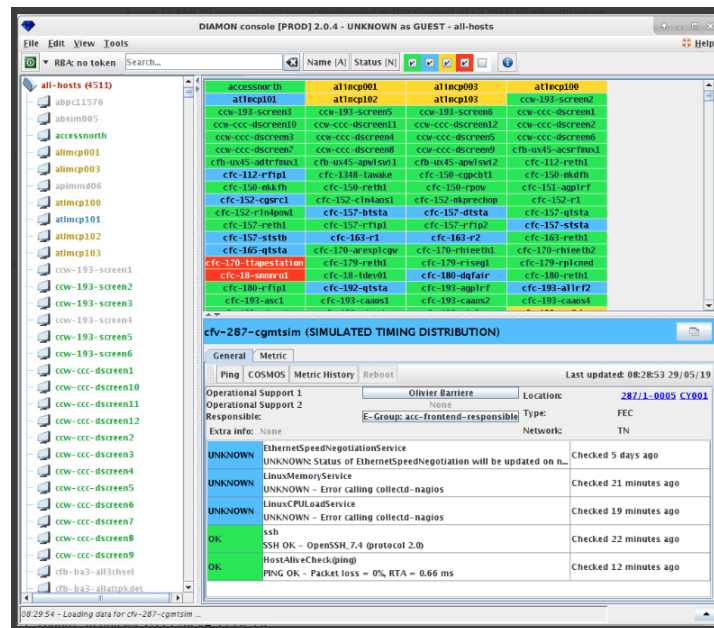 DIAMON console [PROD] 2.0.4 - UNKNOWN as GUEST - all-hosts
File Edit View Tools Help
RBA: no token Search... Name [A] Status [N]
all-hosts (4511)
abpc11576
absim005
accessnorth
alimcp001
alimcp003
apimmd06
atlmcp100
atlmcp101
atlmcp102
atlmcp103
ccw-193-screen1
ccw-193-screen2
ccw-193-screen3
ccw-193-screen4
ccw-193-screen5
ccw-193-screen6
ccw-ccc-dscreen1
ccw-ccc-dscreen10
ccw-ccc-dscreen11
ccw-ccc-dscreen12
ccw-ccc-dscreen2
ccw-ccc-dscreen3
ccw-ccc-dscreen4
ccw-ccc-dscreen5
ccw-ccc-dscreen6
ccw-ccc-dscreen7
ccw-ccc-dscreen8
ccw-ccc-dscreen9
cfb-ba3-all3chsel
cfb-ba3-allattpkdet
accessnorth alimcp001 alimcp003 atlmcp100
atlmcp101 atlmcp102 atlmcp103 ccw-193-screen2
ccw-193-screen3 ccw-193-screen5 ccw-193-screen6 ccw-ccc-dscreen1
ccw-ccc-dscreen10 ccw-ccc-dscreen11 ccw-ccc-dscreen12 ccw-ccc-dscreen2
ccw-ccc-dscreen3 ccw-ccc-dscreen4 ccw-ccc-dscreen5 ccw-ccc-dscreen6
ccw-ccc-dscreen7 ccw-ccc-dscreen8 ccw-ccc-dscreen9 cfb-ux45-acsrfmux1
cfb-ux45-adtrfmux1 cfb-ux45-apwlswi1 cfb-ux45-apwlswi2 cfc-112-reth1
cfc-112-rfip1 cfc-1348-tawake cfc-150-cgpcbt1 cfc-150-mkdfh
cfc-150-mkkfh cfc-150-reth1 cfc-150-rpow cfc-151-agplrf
cfc-152-cgsrc1 cfc-152-cln4aos1 cfc-152-mkprechop cfc-152-r1
cfc-152-rln4pow1 cfc-157-btsta cfc-157-dtsta cfc-157-qtsta
cfc-157-reth1 cfc-157-rfip1 cfc-157-rfip2 cfc-157-ststa
cfc-157-ststb cfc-163-r1 cfc-163-r2 cfc-163-reth1
cfc-165-qtsta cfc-170-arexplcgv cfc-170-rhieeth1 cfc-170-rhieeth2
cfc-170-ttapestation cfc-179-reth1 cfc-179-riseg1 cfc-179-rplcned
cfc-18-smmro1 cfc-18-tdev01 cfc-180-dqfair cfc-180-reth1
cfc-180-rfip1 cfc-192-qtsta cfc-193-agplrf cfc-193-allrf2
cfc-193-asc1 cfc-193-caaos1 cfc-193-caaos2 cfc-193-caaos4
cfv-287-cgmtsim (SIMULATED TIMING DISTRIBUTION)
General Metric
Ping COSMOS Metric History Reboot Last updated: 08:28:53 29/05/19
Operational Support 1 Olivier Barriere Location: 287/1-0005 CY001
Operational Support 2 None
Responsible: E-Group: acc-frontend-responsible Type: FEC
Extra info: None Network: TN
UNKNOWN EthernetSpeedNegotiationService Checked 5 days ago
UNKNOWN: Status of EthernetSpeedNegotiation will be updated on n...
UNKNOWN LinuxMemoryService Checked 21 minutes ago
UNKNOWN - Error calling collectd-nagios
UNKNOWN LinuxCPULoadService Checked 19 minutes ago
UNKNOWN - Error calling collectd-nagios
OK ssh Checked 22 minutes ago
SSH OK - OpenSSH_7.4 (protocol 2.0)
OK HostAliveCheck(ping) Checked 12 minutes ago
PING OK - Packet loss = 0%, RTA = 0.66 ms
08:29:54 - Loading data for cfv-287-cgmtsim ...